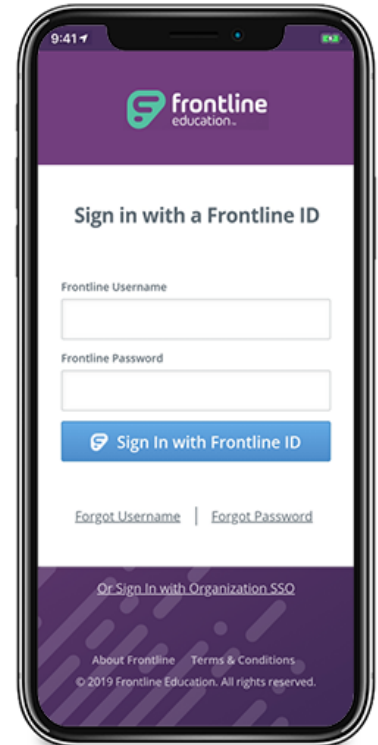 9:41
frontline
education™
Sign in with a Frontline ID
Frontline Username
Frontline Password
Sign In with Frontline ID
Forgot Username | Forgot Password
Or Sign In with Organization SSO
About Frontline Terms & Conditions
© 2019 Frontline Education. All rights reserved.